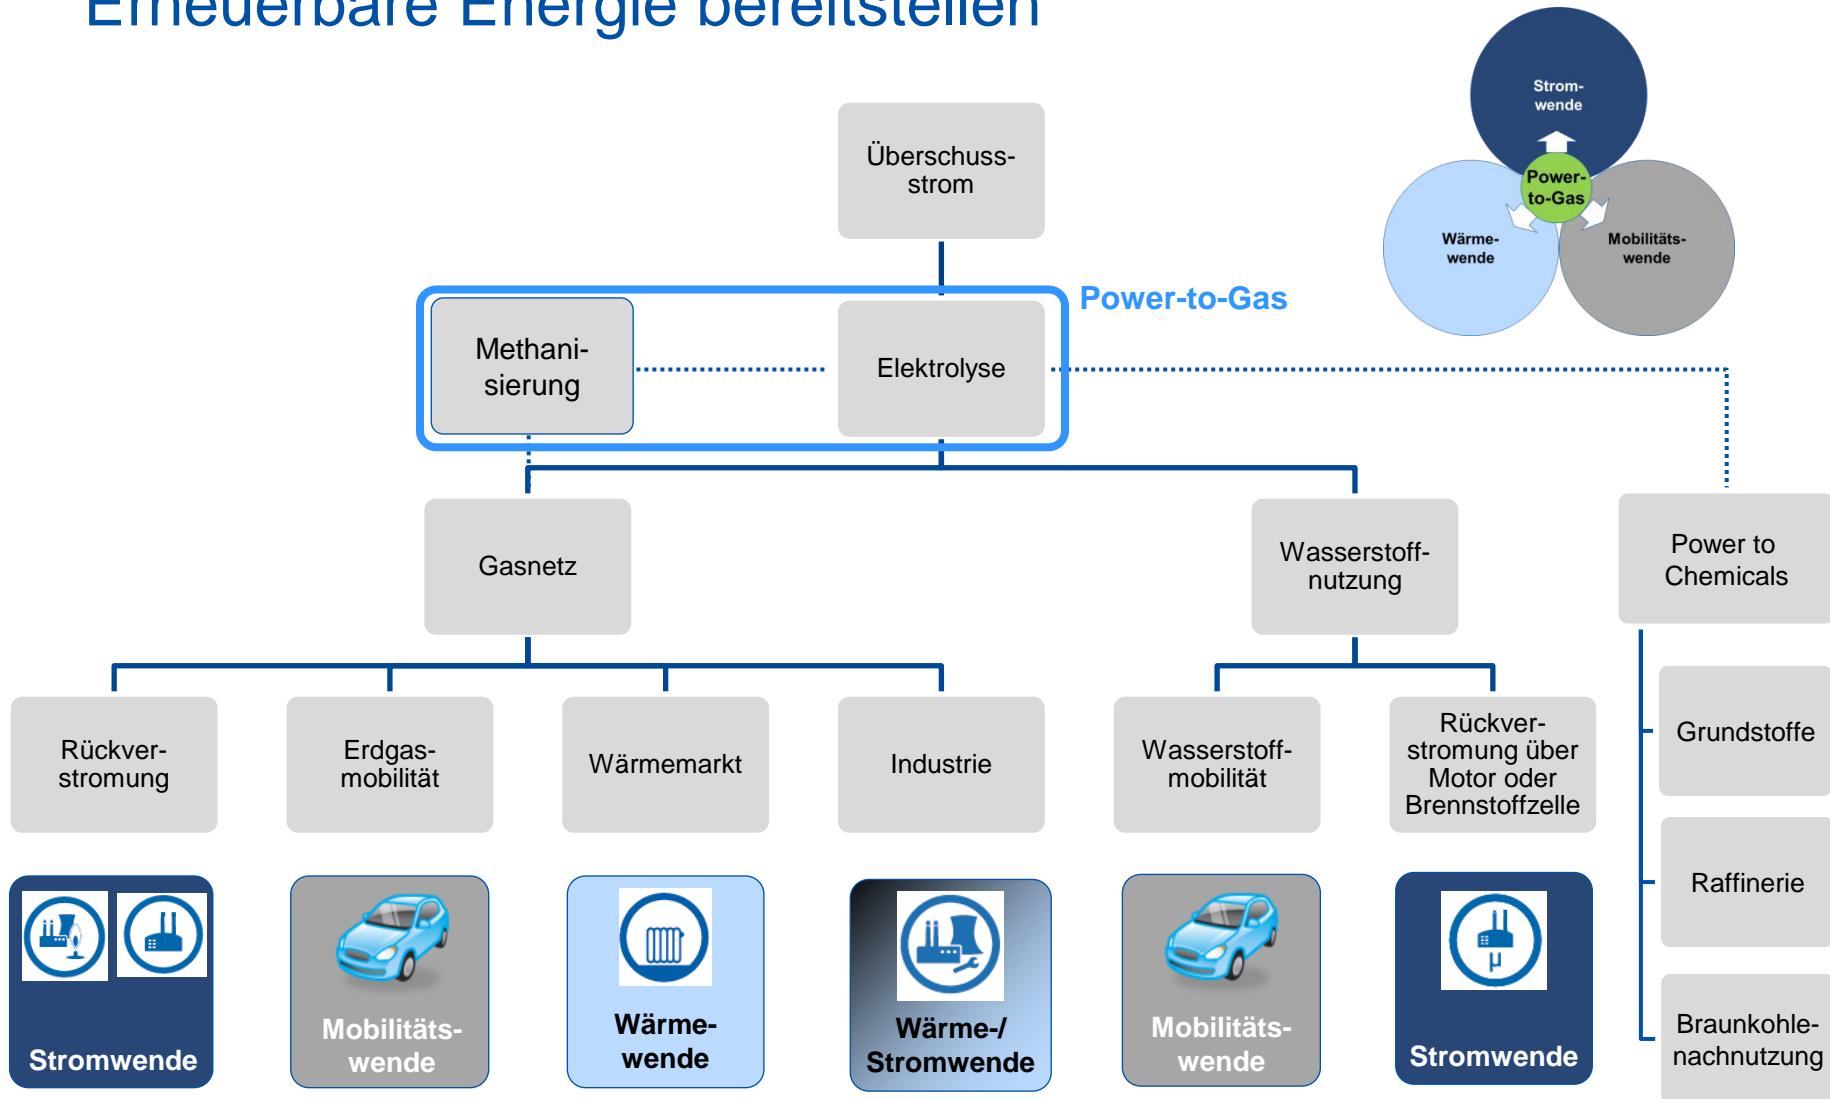 Erneuerbare Energie bereitstellen
Strom-
wende
Power-
to-Gas
Wärme-
wende
Mobilitäts-
wende
Überschuss-
strom
Power-to-Gas
Methani-
sierung
Elektrolyse
Gasnetz
Wasserstoff-
nutzung
Power to
Chemicals
Rückver-
stromung
Erdgas-
mobilität
Wärmemarkt
Industrie
Wasserstoff-
mobilität
Rückver-
stromung über
Motor oder
Brennstoffzelle
Grundstoffe
Raffinerie
Braunkohle-
nachnutzung
Stromwende
Mobilitäts-
wende
Wärme-
wende
Wärme-/
Stromwende
Mobilitäts-
wende
µ
Stromwende